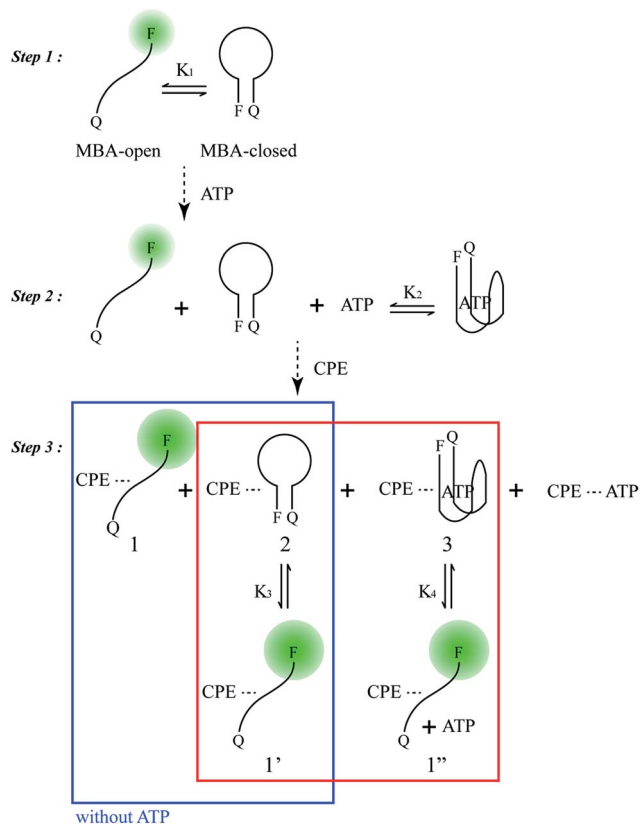 F
Step 1 :
K1
Q
F Q
MBA-open MBA-closed
ATP
F
F Q
Step 2 :
+ + ATP K2 ATP
F Q
Q
CPE
Step 3 :
F
F Q
CPE + CPE + CPE ATP + CPE ATP
F Q
Q
1 2 3
K3 K4
F F
CPE CPE
Q Q + ATP
1’ 1”
without ATP